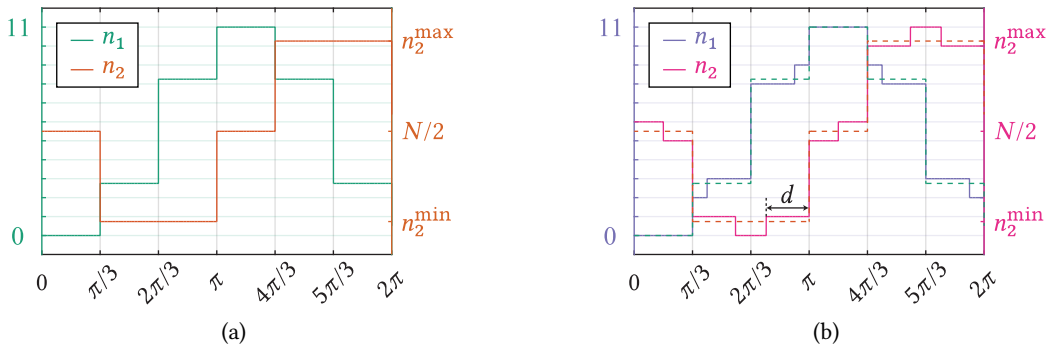 11
0
n₁
n₂
n₂ᵐᵃˣ
N/2
n₂ᵐⁱⁿ
0
π/3
2π/3
π
4π/3
5π/3
2π
(a)
11
0
n₁
n₂
d
n₂ᵐᵃˣ
N/2
n₂ᵐⁱⁿ
0
π/3
2π/3
π
4π/3
5π/3
2π
(b)